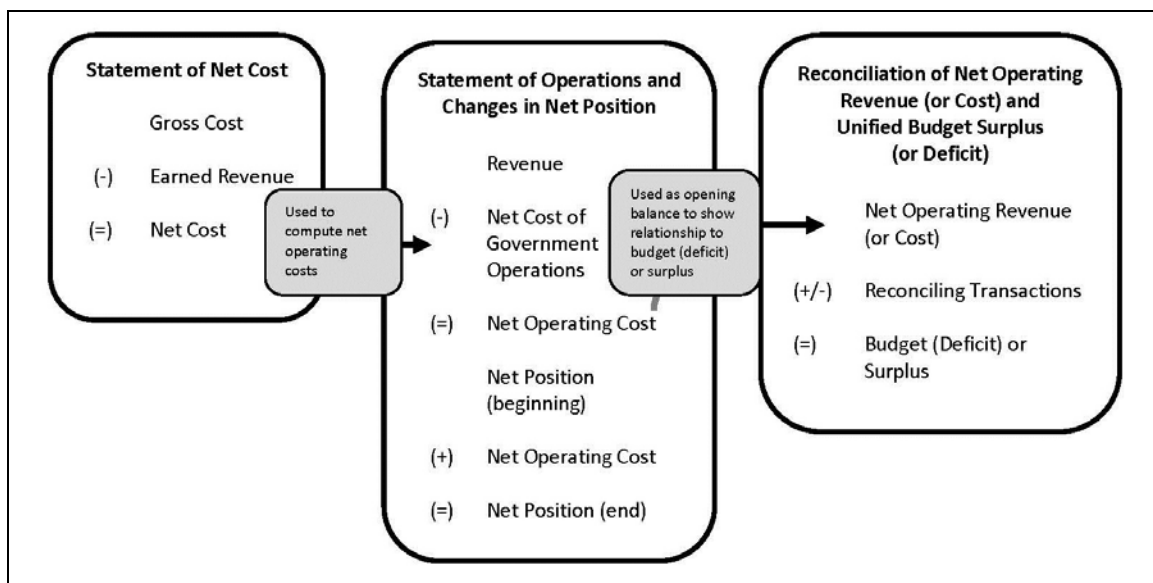 Statement of Net Cost
Gross Cost
(-) Earned Revenue
(=) Net Cost
Used to
compute net
operating
costs
Statement of Operations and
Changes in Net Position
Revenue
(-) Net Cost of
Government
Operations
(=) Net Operating Cost
Net Position
(beginning)
(+) Net Operating Cost
(=) Net Position (end)
Used as opening
balance to show
relationship to
budget (deficit)
or surplus
Reconciliation of Net Operating
Revenue (or Cost) and
Unified Budget Surplus
(or Deficit)
Net Operating Revenue
(or Cost)
(+/-) Reconciling Transactions
(=) Budget (Deficit) or
Surplus